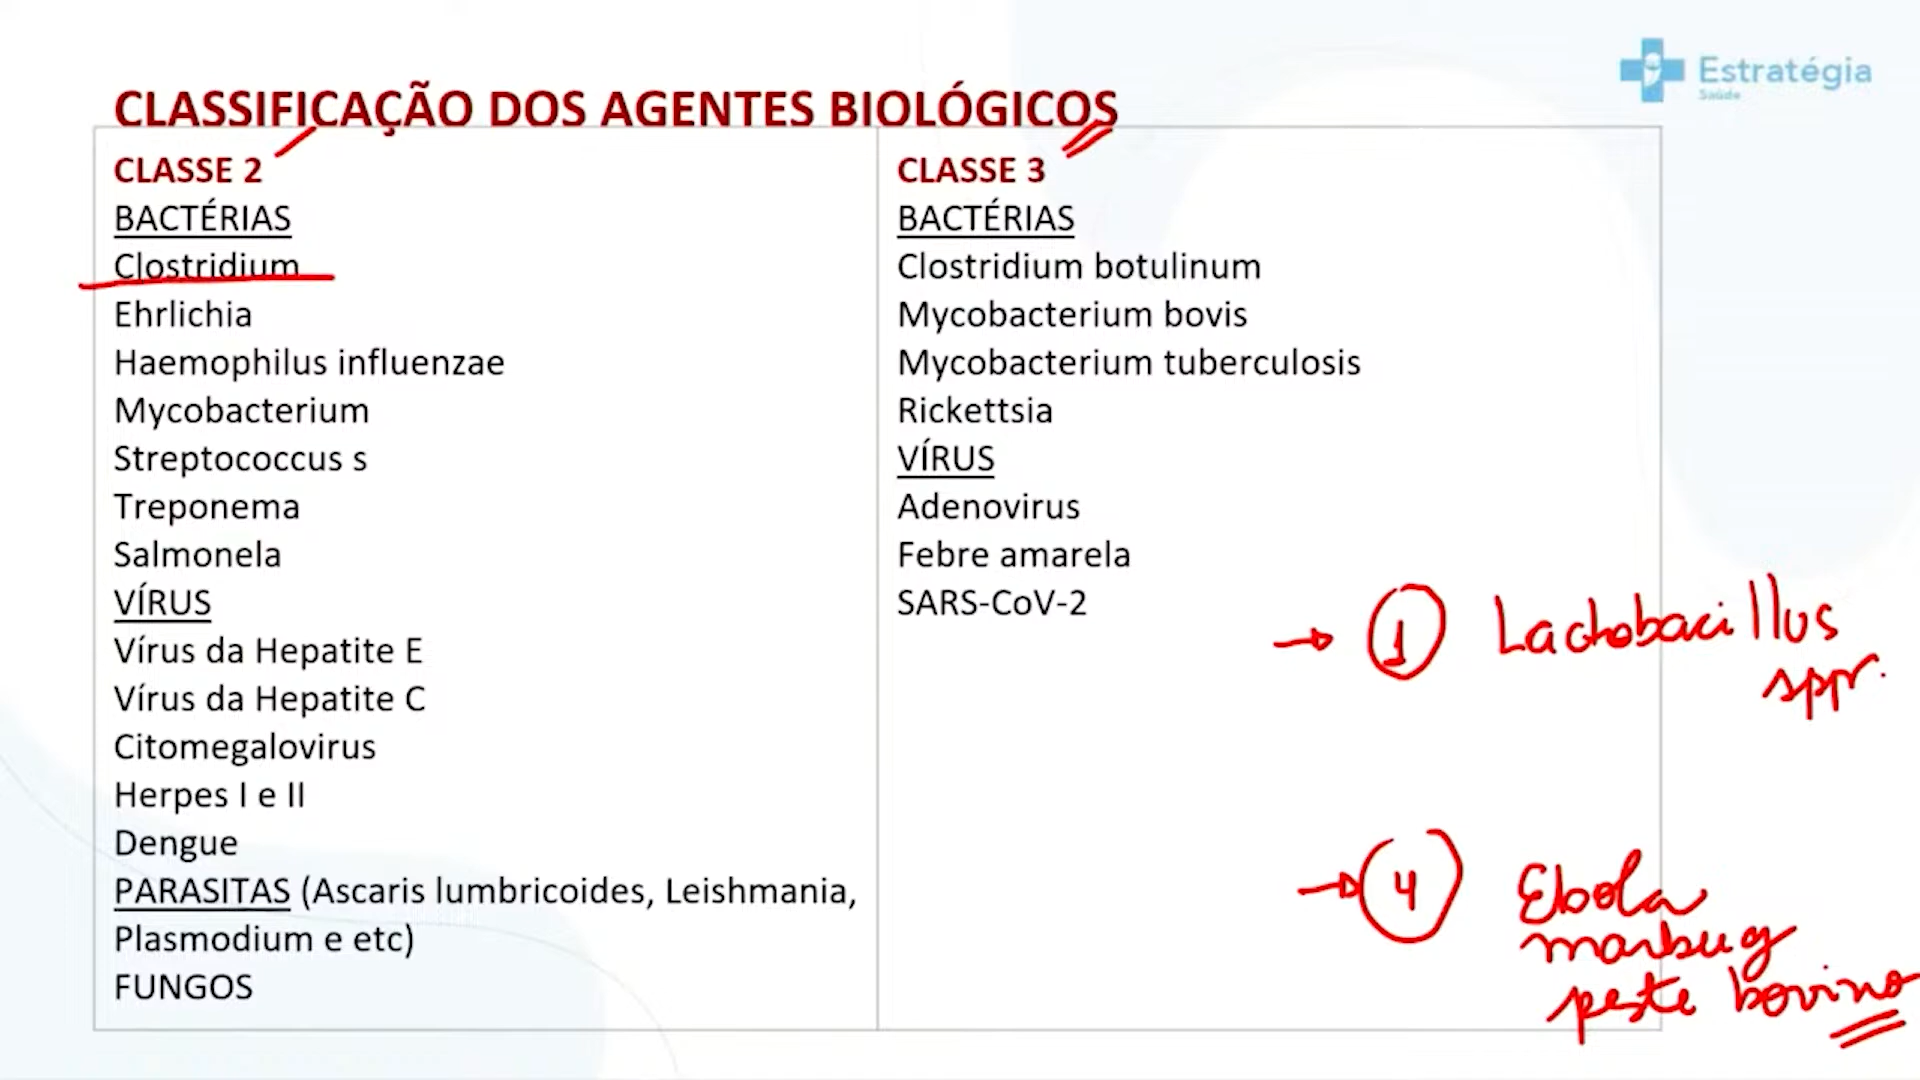 Estratégia
Saúde
CLASSIFICAÇÃO DOS AGENTES BIOLÓGICOS
CLASSE 2
BACTÉRIAS
Clostridium
Ehrlichia
Haemophilus influenzae
Mycobacterium
Streptococcus s
Treponema
Salmonela
VÍRUS
Vírus da Hepatite E
Vírus da Hepatite C
Citomegalovirus
Herpes I e II
Dengue
PARASITAS (Ascaris lumbricoides, Leishmania,
Plasmodium e etc)
FUNGOS
CLASSE 3
BACTÉRIAS
Clostridium botulinum
Mycobacterium bovis
Mycobacterium tuberculosis
Rickettsia
VÍRUS
Adenovirus
Febre amarela
SARS-CoV-2
→ 1 Lactobacillus
→ 4 Ebola
marbug
peste bovina